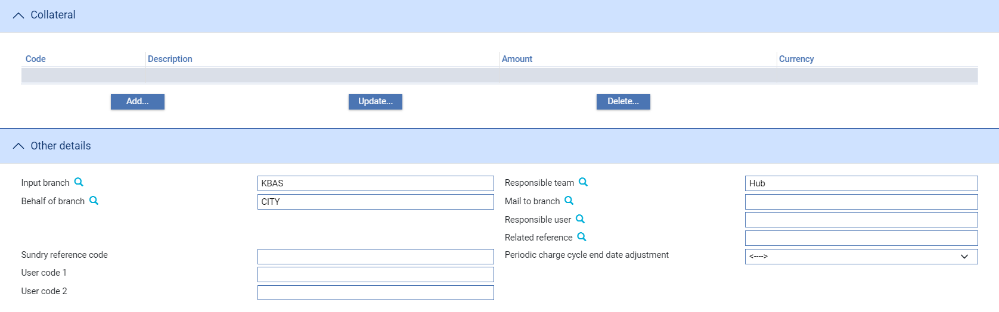 Collateral
Code Description Amount Currency
Add... Update... Delete...
Other details
Input branch KBAS Responsible team Hub
Behalf of branch CITY Mail to branch
Responsible user
Related reference
Sundry reference code Periodic charge cycle end date adjustment <---->
User code 1
User code 2